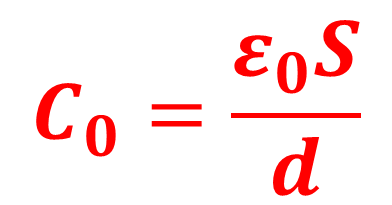 C₀ = ε₀S / d